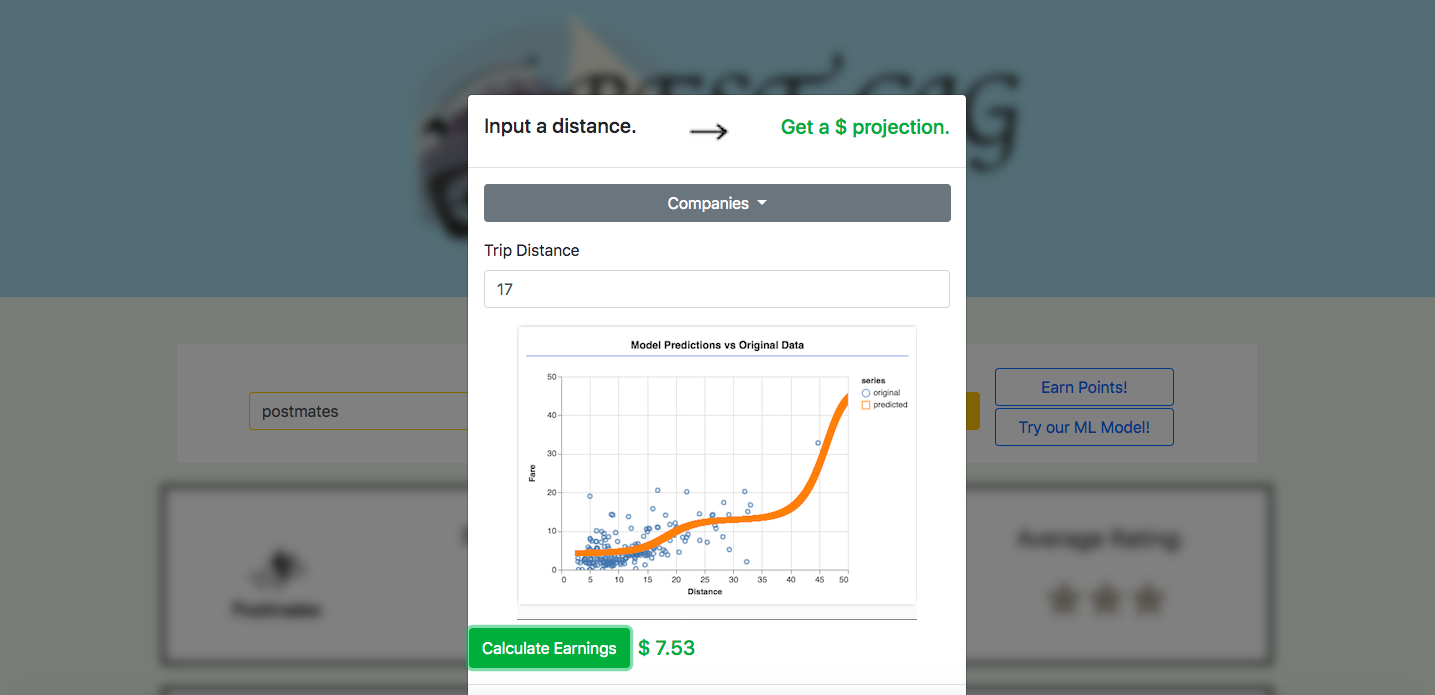 BEST GIG
Input a distance.
Get a $ projection.
Companies
Trip Distance
17
Model Predictions vs Original Data
50
40
30
20
10
0
Fare
0 5 10 15 20 25 30 35 40 45 50
Distance
series
original
predicted
postmates
Earn Points!
Try our ML Model!
Postmates
Average Rating:
Calculate Earnings
$ 7.53